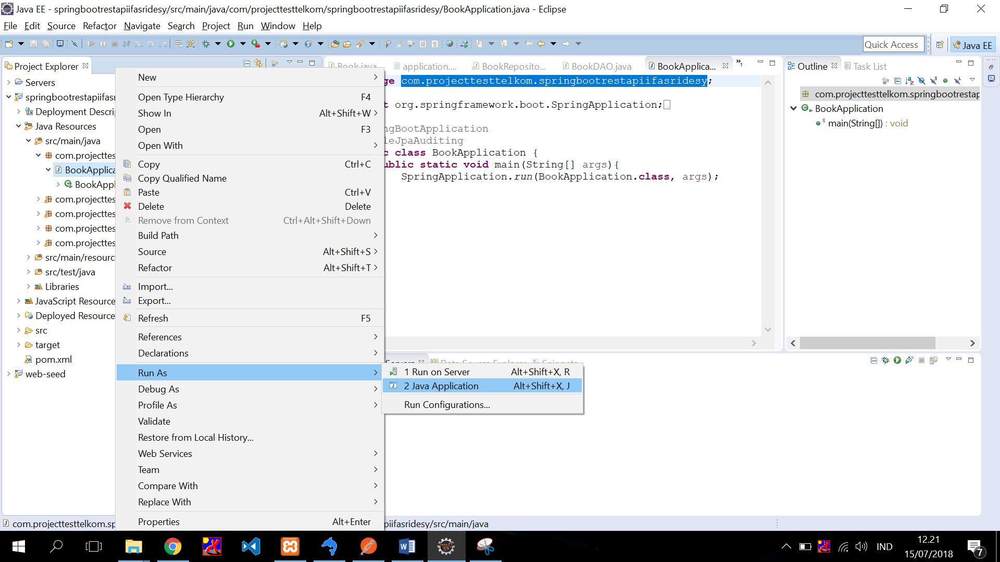 Java EE - springbootrestapiifasridesy/src/main/java/com/projecttesttelkom/springbootrestapiifasridesy/BookApplication.java - Eclipse
File Edit Source Refactor Navigate Search Project Run Window Help
Quick Access
Java EE
Project Explorer
Servers
springbootrestapiifasr
Deployment Descrip
Java Resources
src/main/java
com.projecttes
BookApplica
BookAppl
com.projecttes
com.projecttes
com.projecttes
com.projecttes
src/main/resourc
src/test/java
Libraries
JavaScript Resource
Deployed Resource
src
target
pom.xml
web-seed
New
Open Type Hierarchy F4
Show In Alt+Shift+W
Open F3
Open With
Copy Ctrl+C
Copy Qualified Name
Paste Ctrl+V
Delete Delete
Remove from Context Ctrl+Alt+Shift+Down
Build Path
Source Alt+Shift+S
Refactor Alt+Shift+T
Import...
Export...
Refresh F5
References
Declarations
Run As
Debug As
Profile As
Validate
Restore from Local History...
Web Services
Team
Compare With
Replace With
Properties Alt+Enter
1 Run on Server Alt+Shift+X, R
2 Java Application Alt+Shift+X, J
Run Configurations...
Book.java application.... BookReposito... BookDAO.java BookApplica... »1
ge com.projecttesttelkom.springbootrestapiifasridesy;
t org.springframework.boot.SpringApplication;
ngBootApplication
leJpaAuditing
c class BookApplication {
ublic static void main(String[] args){
SpringApplication.run(BookApplication.class, args);
Servers Data Source Explorer Snippets
Outline Task List
com.projecttesttelkom.springbootrestap
BookApplication
main(String[]) : void
com.projecttesttelkom.sp
piifasridesy/src/main/java
IND
12.21
15/07/2018
7